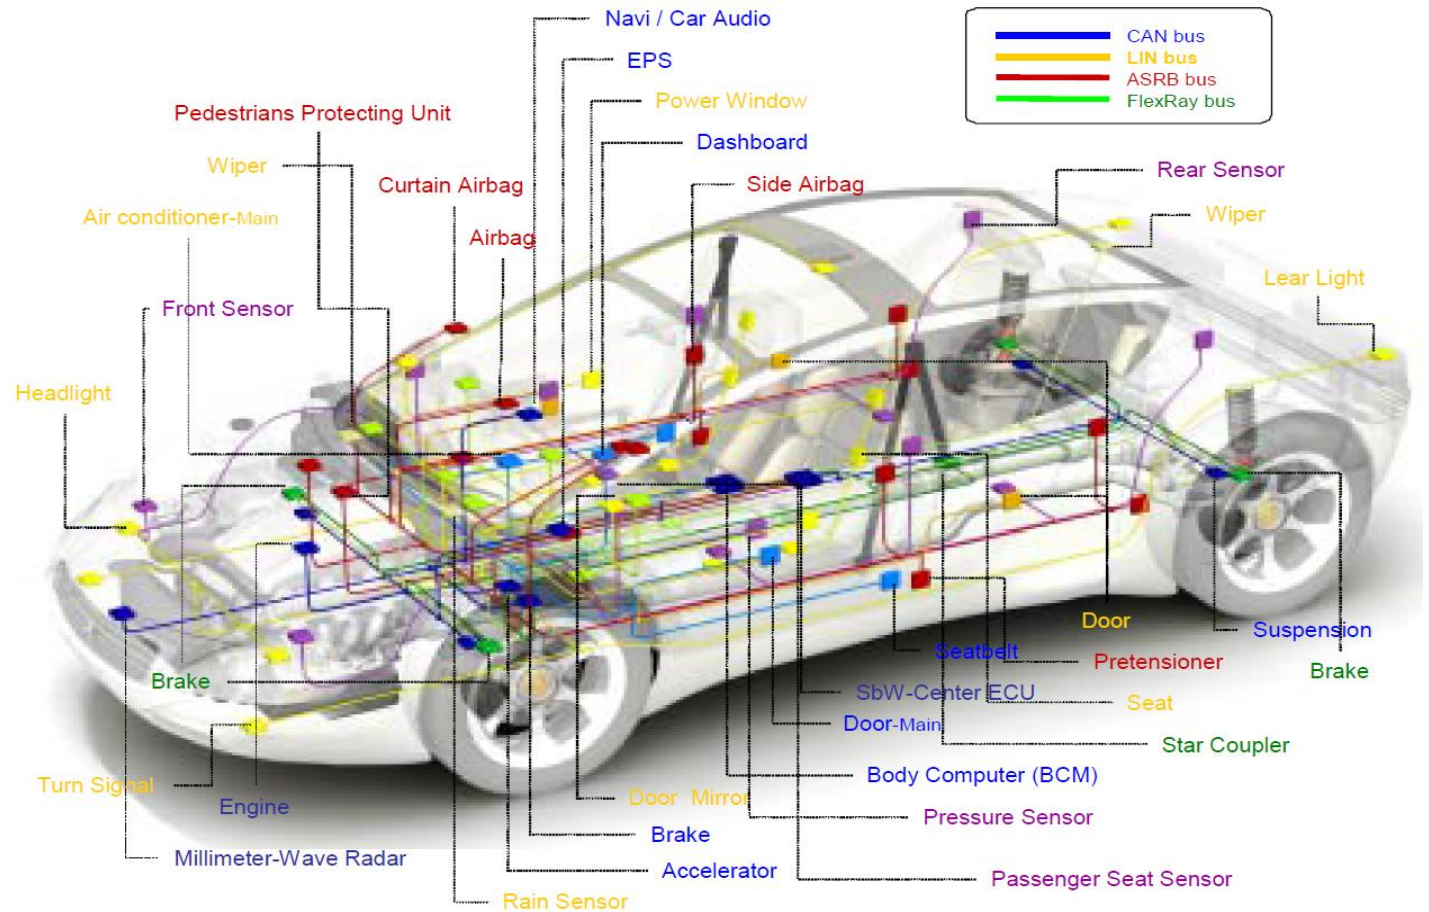 Navi / Car Audio
CAN bus
LIN bus
ASRB bus
FlexRay bus
EPS
Power Window
Pedestrians Protecting Unit
Dashboard
Wiper
Curtain Airbag
Side Airbag
Rear Sensor
Air conditioner-Main
Airbag
Wiper
Lear Light
Front Sensor
Headlight
Door
Seatbelt
Suspension
Pretensioner
Brake
Brake
SbW-Center ECU
Seat
Door-Main
Star Coupler
Turn Signal
Engine
Body Computer (BCM)
Door Mirror
Pressure Sensor
Brake
Millimeter-Wave Radar
Accelerator
Passenger Seat Sensor
Rain Sensor